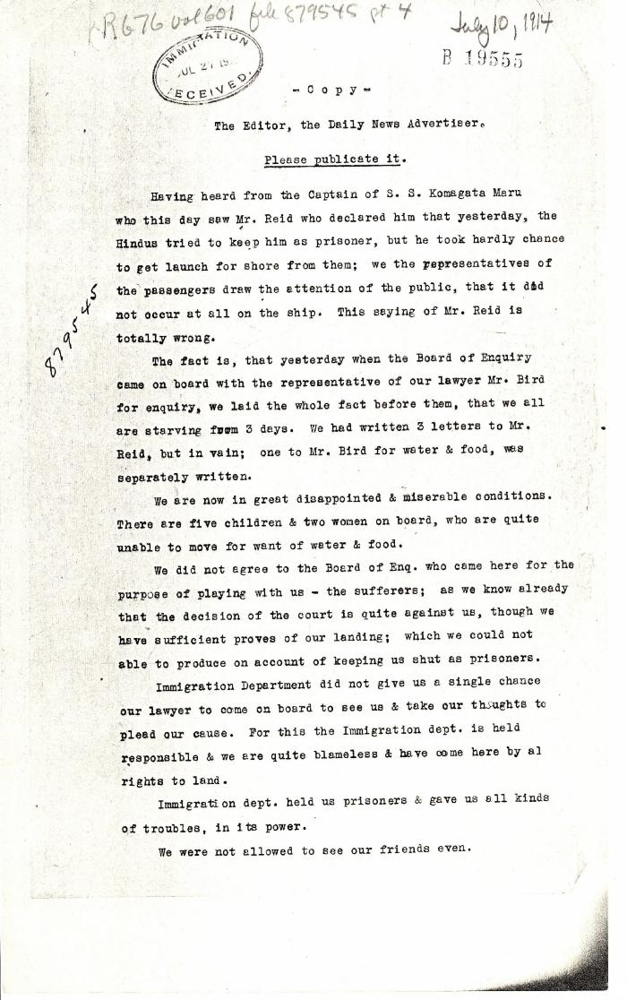 RG76 vol 601 file 879545 pt 4
July 10, 1914
B 19555
IMMIGRATION
JUL 27 19
RECEIVED.
- C o p y -
The Editor, the Daily News Advertiser.
Please publicate it.
Having heard from the Captain of S. S. Komagata Maru
who this day saw Mr. Reid who declared him that yesterday, the
Hindus tried to keep him as prisoner, but he took hardly chance
to get launch for shore from them; we the representatives of
the passengers draw the attention of the public, that it did
not occur at all on the ship. This saying of Mr. Reid is
totally wrong.
The fact is, that yesterday when the Board of Enquiry
came on board with the representative of our lawyer Mr. Bird
for enquiry, we laid the whole fact before them, that we all
are starving from 3 days. We had written 3 letters to Mr.
Reid, but in vain; one to Mr. Bird for water & food, was
separately written.
We are now in great disappointed & miserable conditions.
There are five children & two women on board, who are quite
unable to move for want of water & food.
We did not agree to the Board of Enq. who came here for the
purpose of playing with us - the sufferers; as we know already
that the decision of the court is quite against us, though we
have sufficient proves of our landing; which we could not
able to produce on account of keeping us shut as prisoners.
Immigration Department did not give us a single chance
our lawyer to come on board to see us & take our thoughts to
plead our cause. For this the Immigration dept. is held
responsible & we are quite blameless & have come here by al
rights to land.
Immigration dept. held us prisoners & gave us all kinds
of troubles, in its power.
We were not allowed to see our friends even.
879545